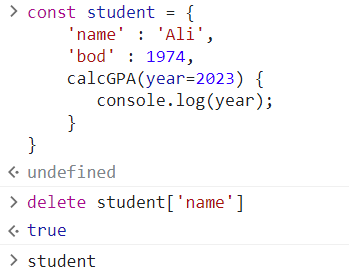 > const student = {
'name' : 'Ali',
'bod' : 1974,
calcGPA(year=2023) {
console.log(year);
}
}
undefined
> delete student['name']
true
> student